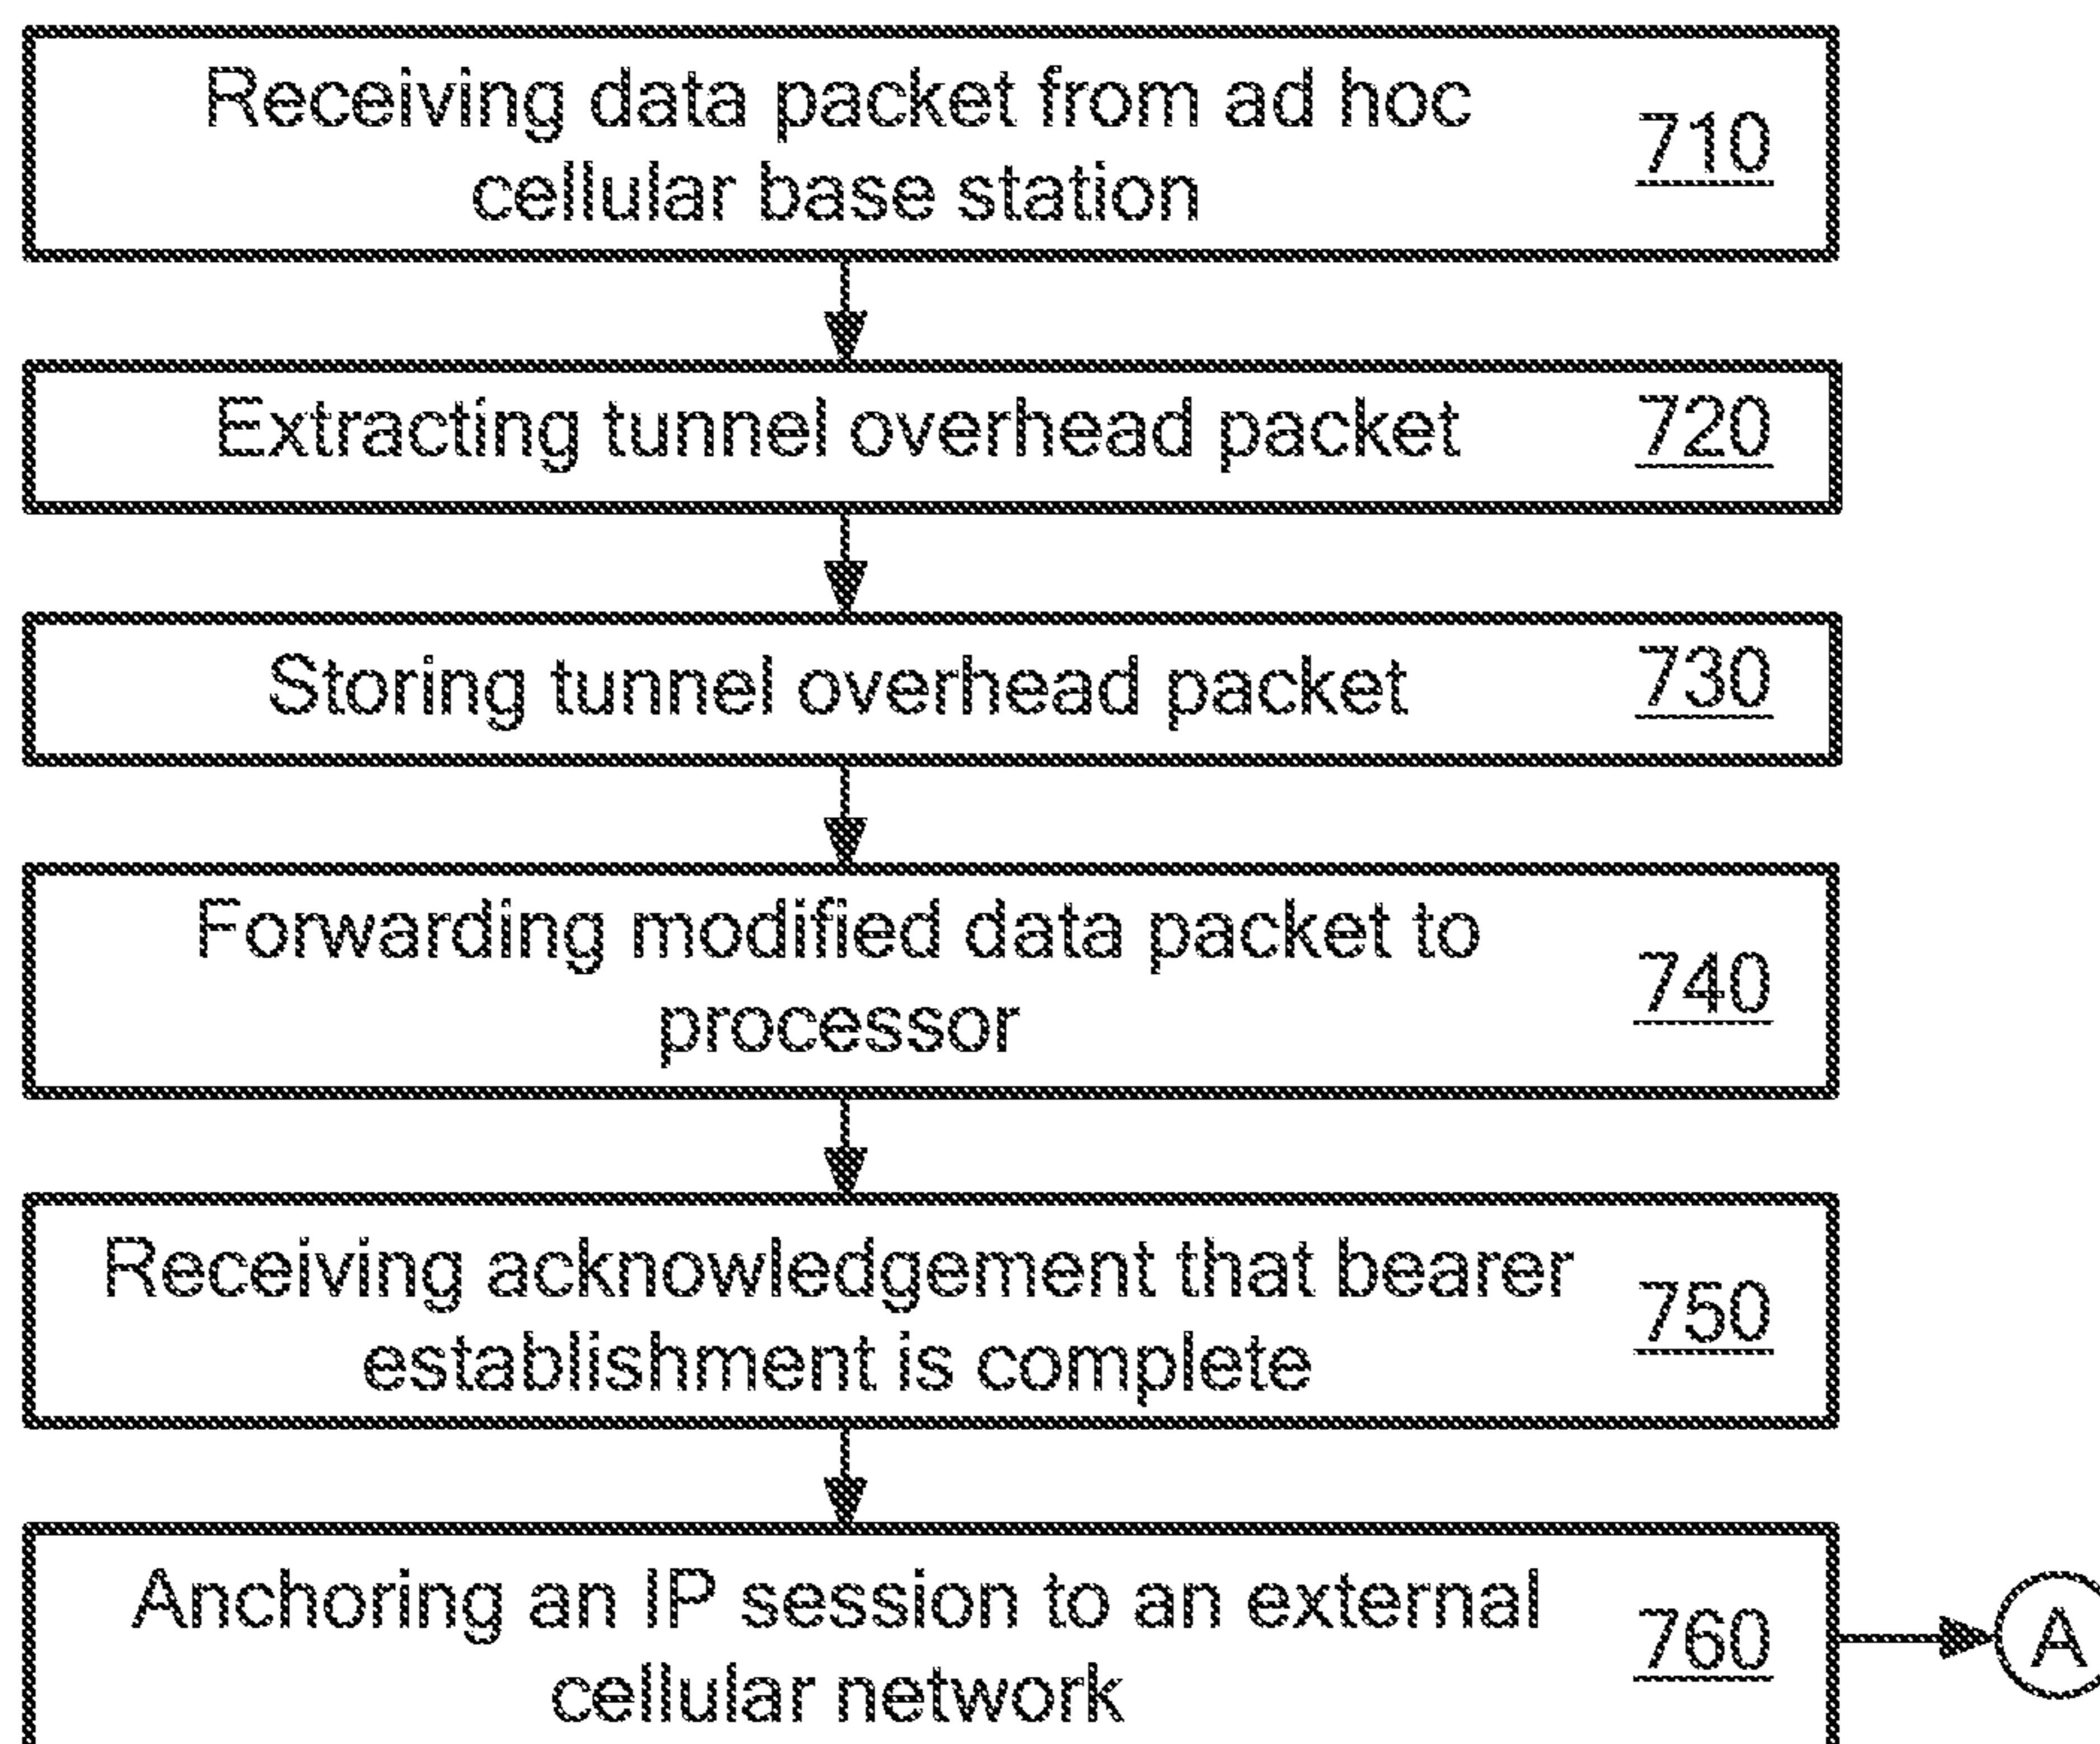 Receiving data packet from ad hoc
cellular base station
710
Extracting tunnel overhead packet
720
Storing tunnel overhead packet
730
Forwarding modified data packet to
processor
740
Receiving acknowledgement that bearer
establishment is complete
750
Anchoring an IP session to an external
cellular network
760
A